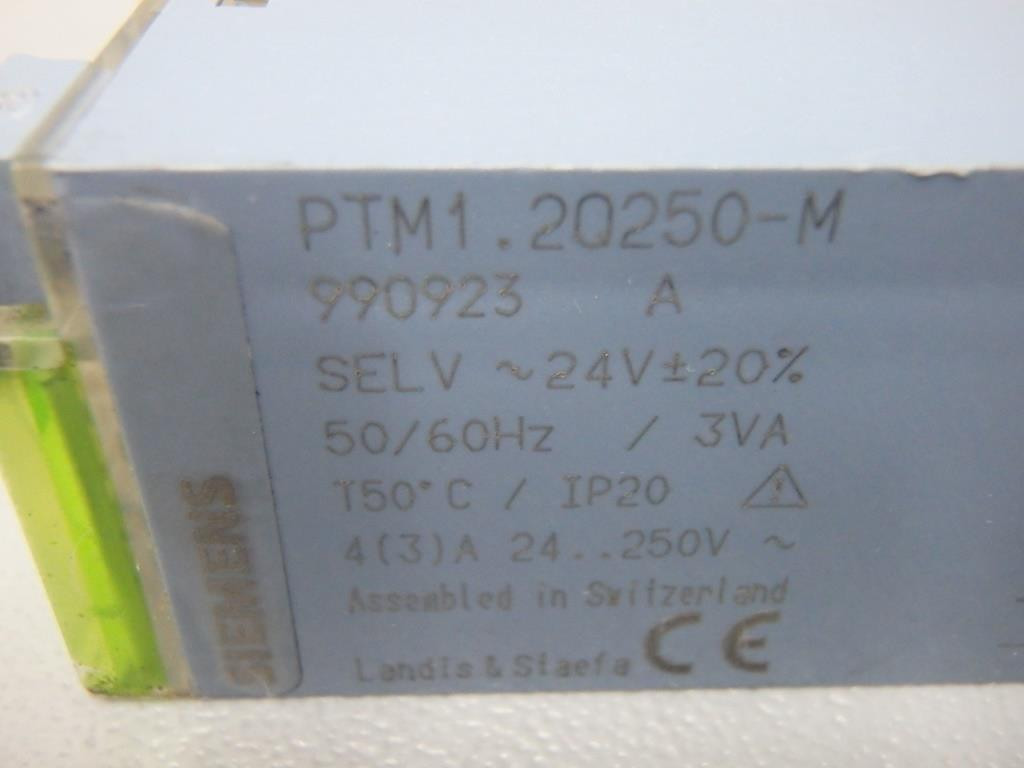 PTM1.2Q250-M
990923 A
SELV ~24V±20%
50/60Hz / 3VA
T50°C / IP20
4(3)A 24..250V ~
Assembled in Switzerland
Landis & Staefa CE
SIEMENS